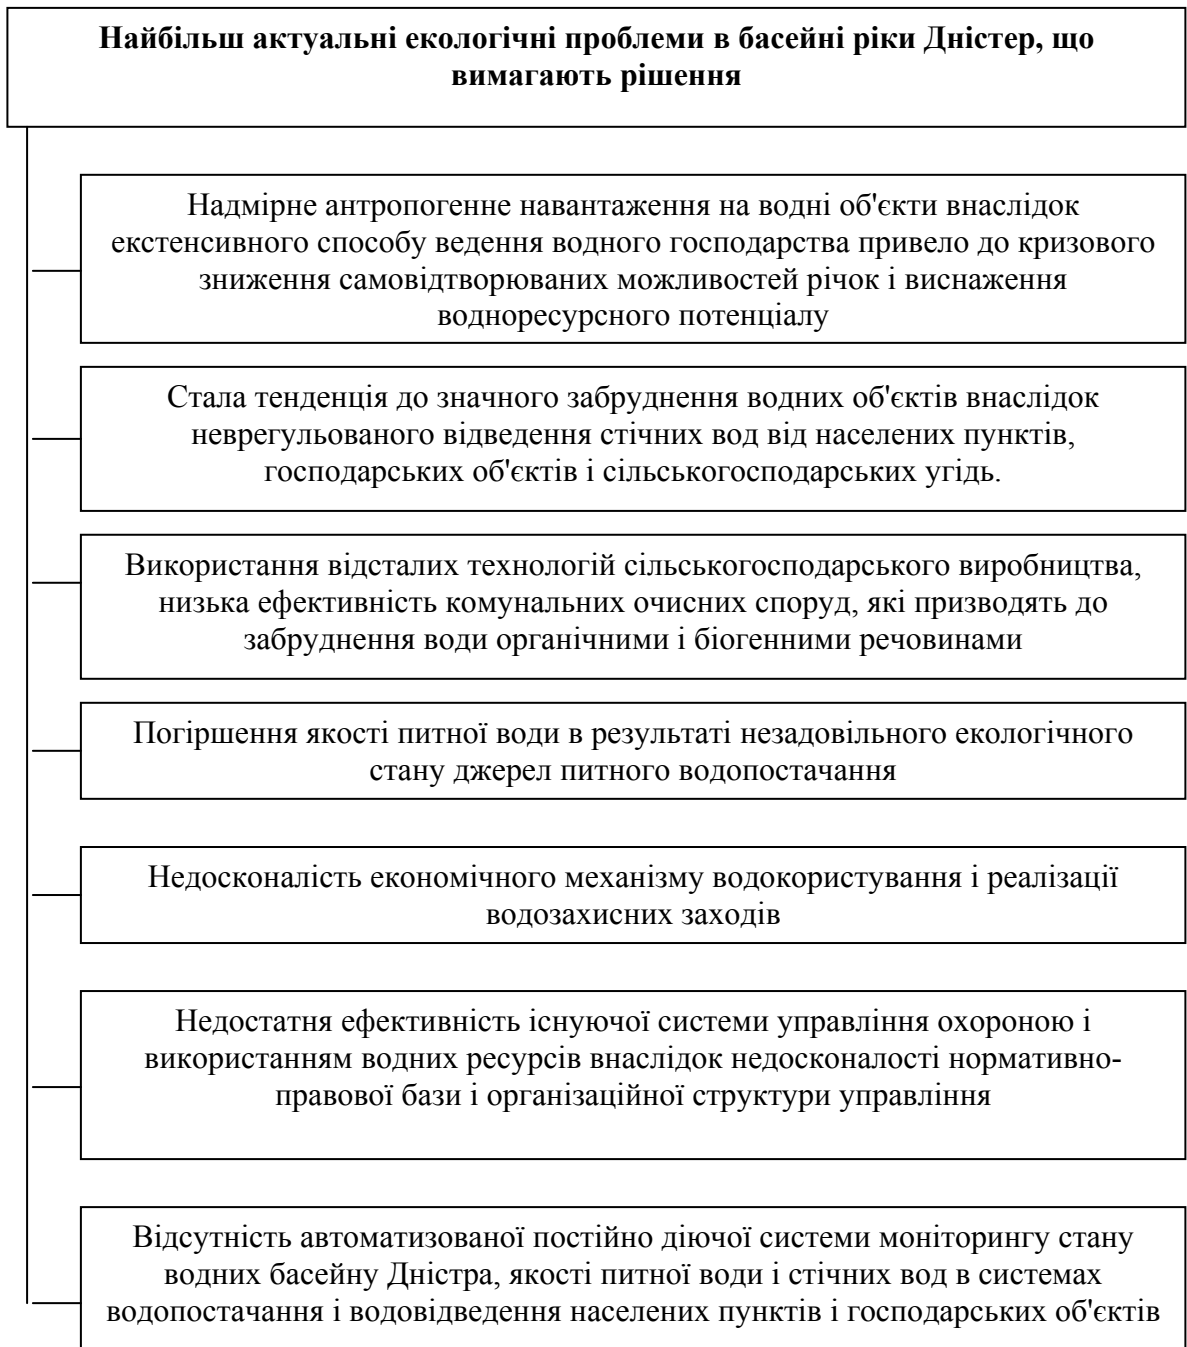 Найбільш актуальні екологічні проблеми в басейні ріки Дністер, що
вимагають рішення
Надмірне антропогенне навантаження на водні об'єкти внаслідок
екстенсивного способу ведення водного господарства привело до кризового
зниження самовідтворюваних можливостей річок і виснаження
водноресурсного потенціалу
Стала тенденція до значного забруднення водних об'єктів внаслідок
неврегульованого відведення стічних вод від населених пунктів,
господарських об'єктів і сільськогосподарських угідь.
Використання відсталих технологій сільськогосподарського виробництва,
низька ефективність комунальних очисних споруд, які призводять до
забруднення води органічними і біогенними речовинами
Погіршення якості питної води в результаті незадовільного екологічного
стану джерел питного водопостачання
Недосконалість економічного механізму водокористування і реалізації
водозахисних заходів
Недостатня ефективність існуючої системи управління охороною і
використанням водних ресурсів внаслідок недосконалості нормативно-
правової бази і організаційної структури управління
Відсутність автоматизованої постійно діючої системи моніторингу стану
водних басейну Дністра, якості питної води і стічних вод в системах
водопостачання і водовідведення населених пунктів і господарських об'єктів